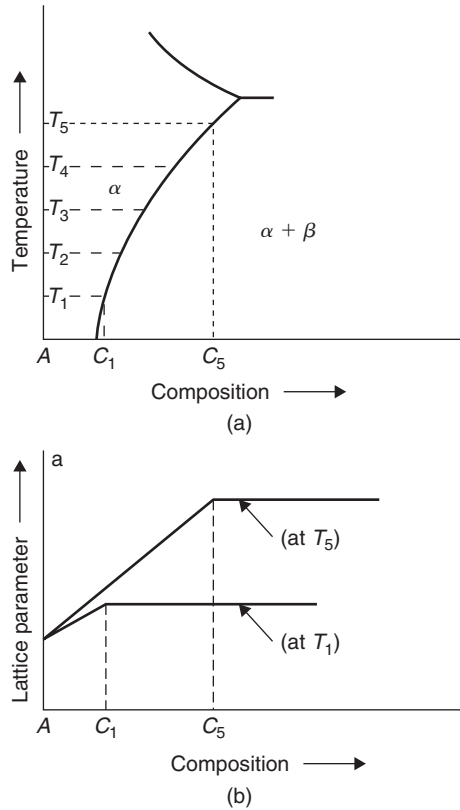 Temperature
T5
T4
α
T3
α + β
T2
T1
A
C1
C5
Composition
(a)
a
Lattice parameter
(at T5)
(at T1)
A
C1
C5
Composition
(b)